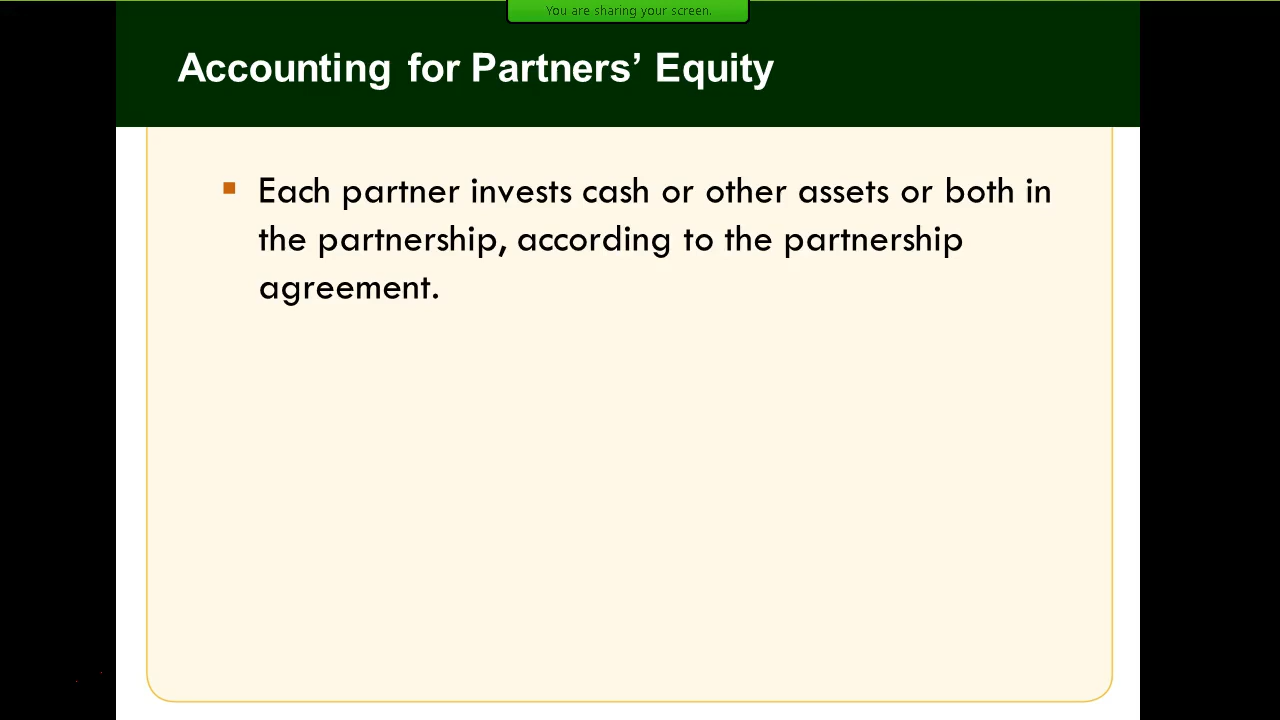 You are sharing your screen.
Accounting for Partners’ Equity
▪ Each partner invests cash or other assets or both in
the partnership, according to the partnership
agreement.